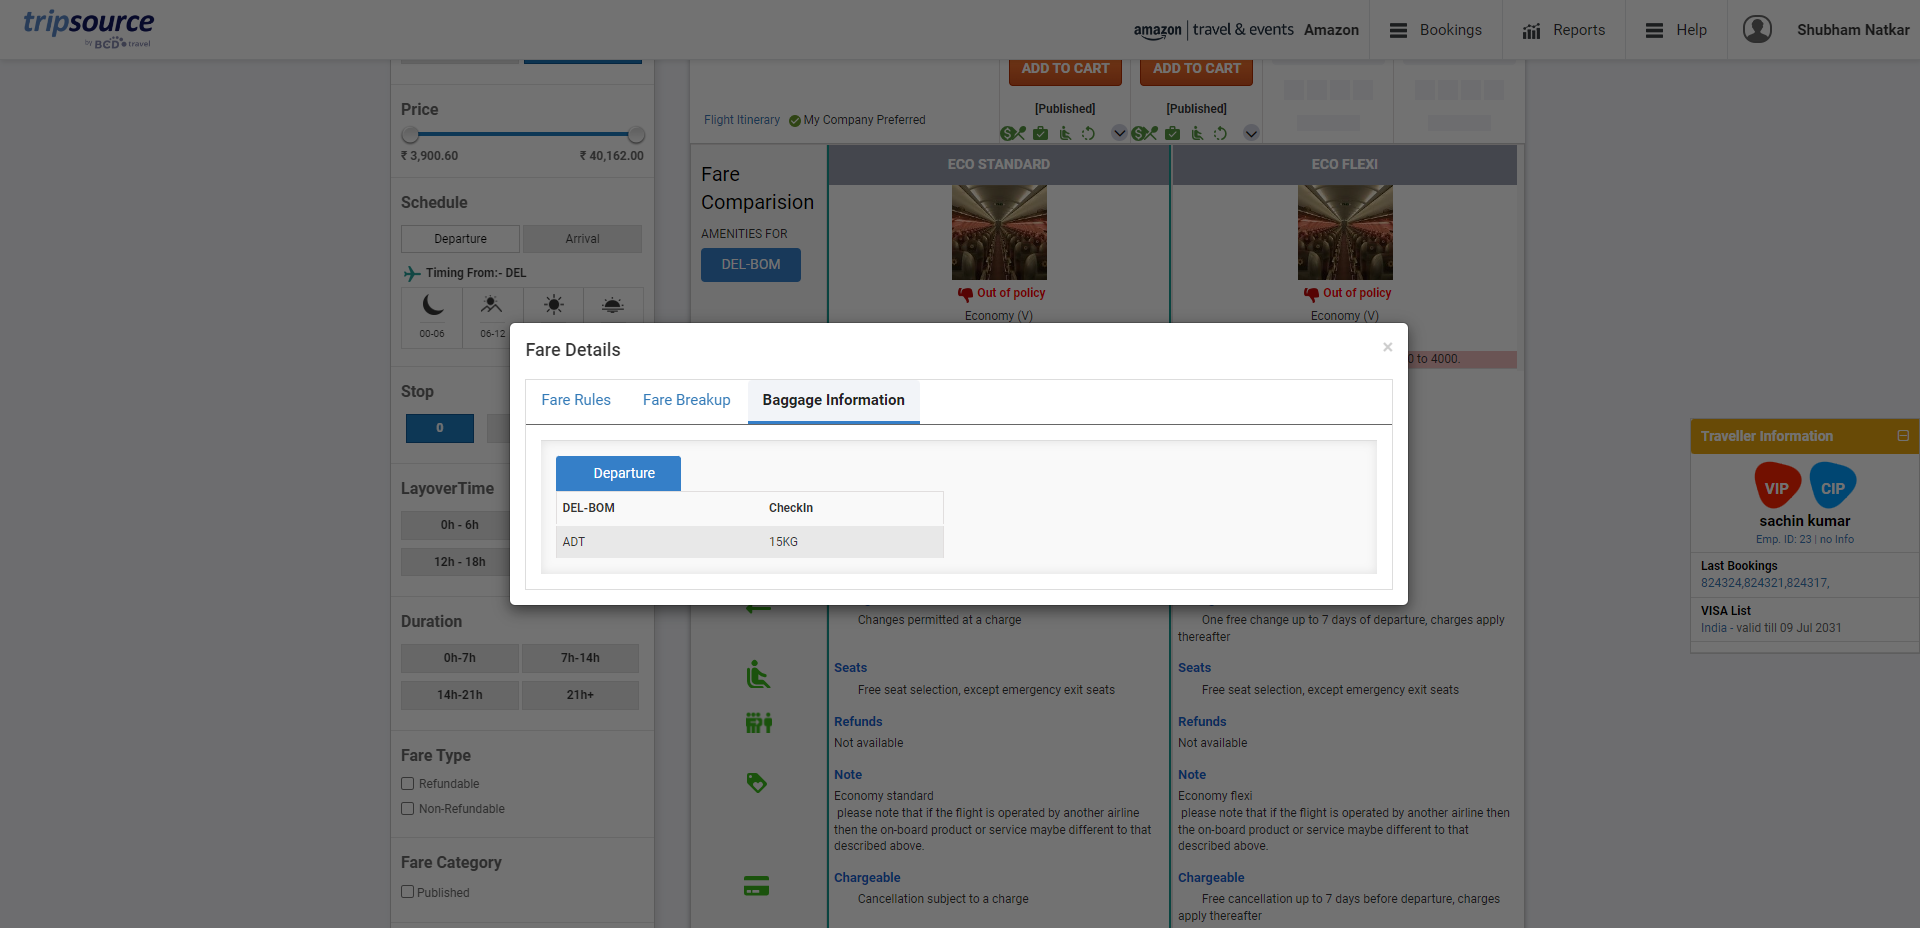 tripsource
by BCD travel
amazon | travel & events Amazon
Bookings
Reports
Help
Shubham Natkar
Price
₹ 3,900.60 ₹ 40,162.00
Schedule
Departure Arrival
Timing From:- DEL
00-06 06-12
Stop
0
LayoverTime
0h - 6h
12h - 18h
Duration
0h-7h 7h-14h
14h-21h 21h+
Fare Type
Refundable
Non-Refundable
Fare Category
Published
ADD TO CART ADD TO CART
[Published] [Published]
Flight Itinerary My Company Preferred
Fare
Comparision
AMENITIES FOR
DEL-BOM
ECO STANDARD ECO FLEXI
Out of policy Out of policy
Economy (V) Economy (V)
0 to 4000.
Fare Details
×
Fare Rules Fare Breakup Baggage Information
Departure
DEL-BOM CheckIn
ADT 15KG
Changes permitted at a charge
Seats
Free seat selection, except emergency exit seats
Refunds
Not available
Note
Economy standard
please note that if the flight is operated by another airline
then the on-board product or service maybe different to that
described above.
Chargeable
Cancellation subject to a charge
One free change up to 7 days of departure, charges apply
thereafter
Seats
Free seat selection, except emergency exit seats
Refunds
Not available
Note
Economy flexi
please note that if the flight is operated by another airline then
the on-board product or service maybe different to that
described above.
Chargeable
Free cancellation up to 7 days before departure, charges
apply thereafter
Traveller Information
VIP CIP
sachin kumar
Emp. ID: 23 | no Info
Last Bookings
824324,824321,824317,
VISA List
India - valid till 09 Jul 2031